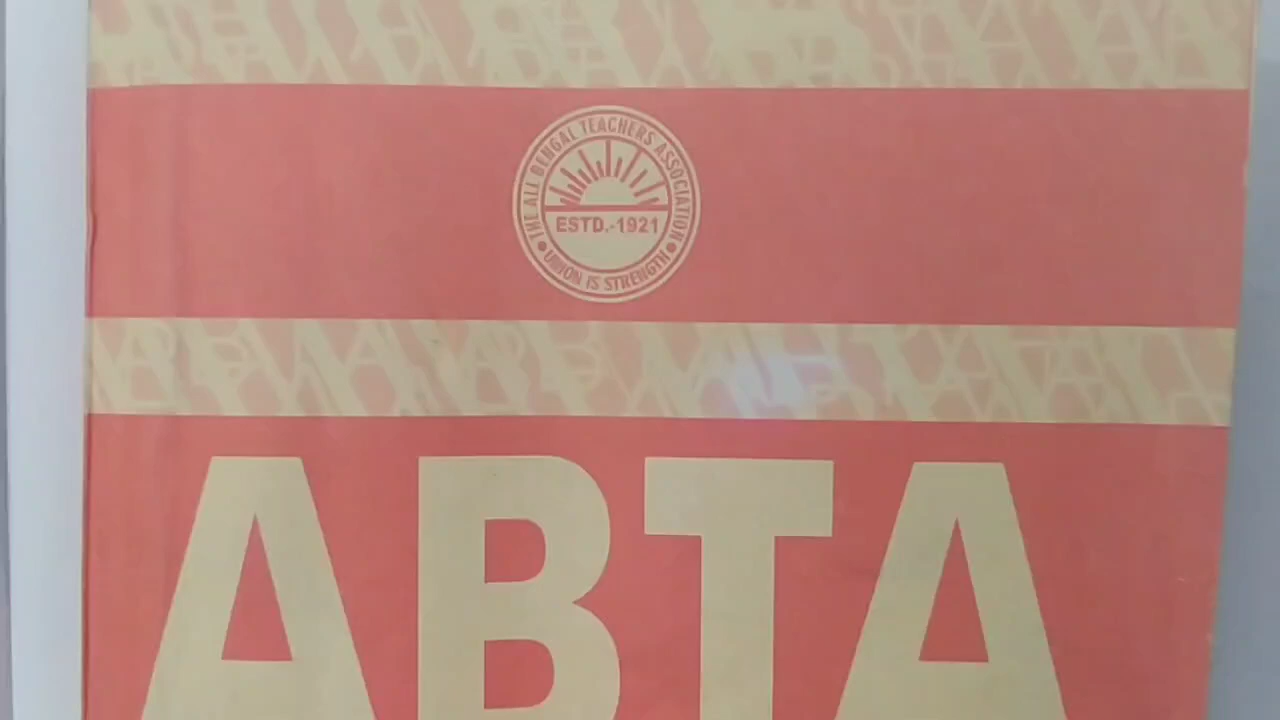 THE ALL BENGAL TEACHERS ASSOCIATION
ESTD.-1921
UNION IS STRENGTH
ABTA